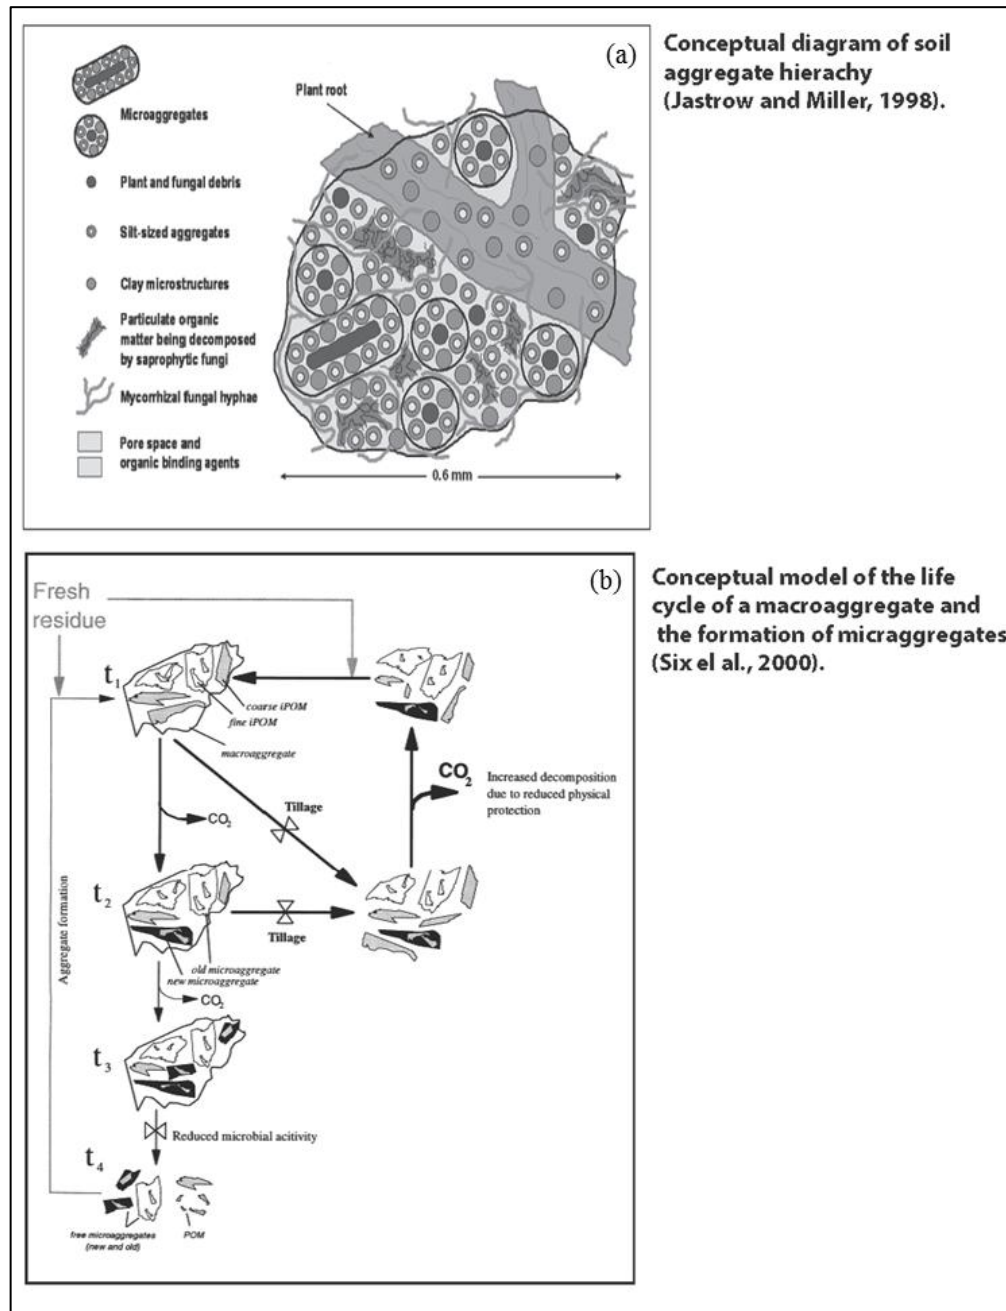 (a)
Conceptual diagram of soil
aggregate hierachy
(Jastrow and Miller, 1998).
Plant root
Microaggregates
Plant and fungal debris
Silt-sized aggregates
Clay microstructures
Particulate organic
matter being decomposed
by saprophytic fungi
Mycorrhizal fungal hyphae
Pore space and
organic binding agents
0.6 mm
(b)
Conceptual model of the life
cycle of a macroaggregate and
the formation of micraggregates
(Six el al., 2000).
Fresh
residue
t1
coarse iPOM
fine iPOM
macroaggregate
CO2
Increased decomposition
due to reduced physical
protection
Tillage
CO2
Aggregate formation
t2
Tillage
old microaggregate
new microaggregate
CO2
t3
Reduced microbial acitivity
t4
free microaggregates
(new and old)
POM